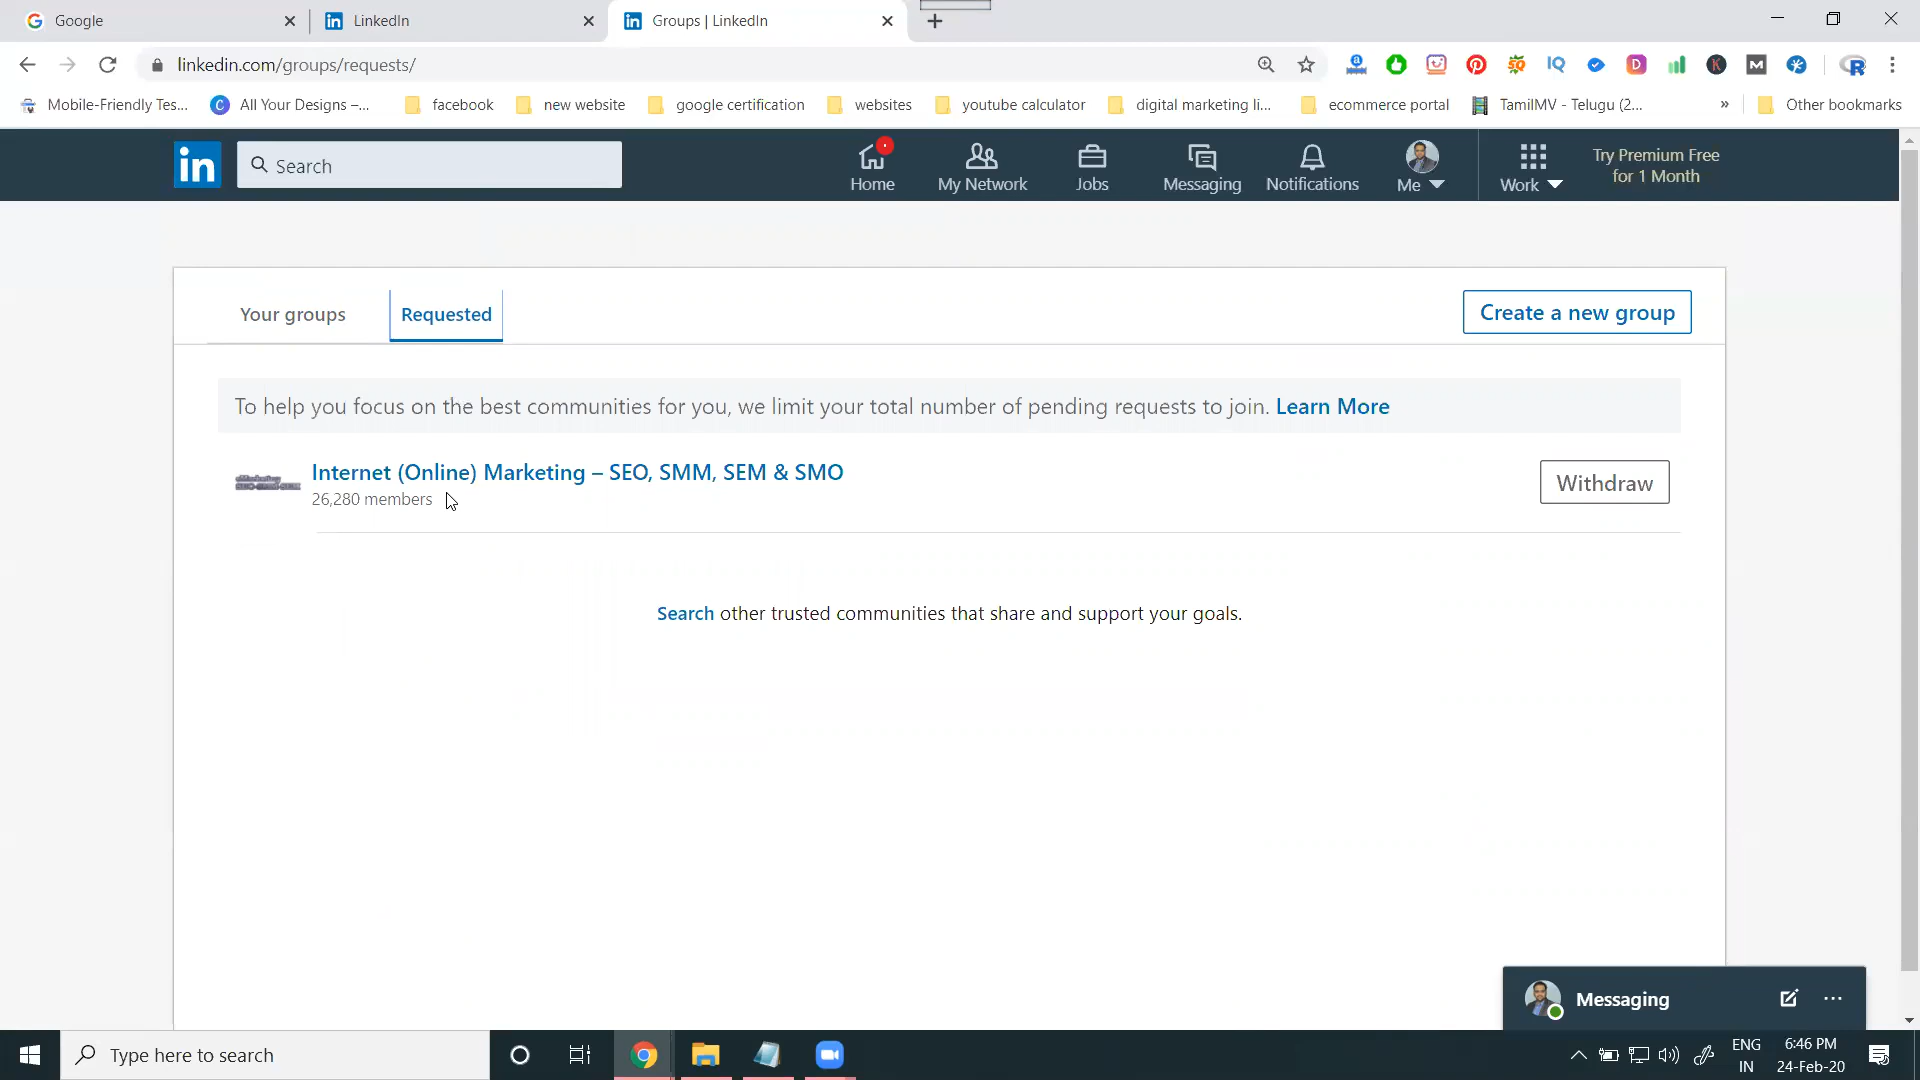 Google
LinkedIn
Groups | LinkedIn
linkedin.com/groups/requests/
Mobile-Friendly Tes...
All Your Designs –...
facebook
new website
google certification
websites
youtube calculator
digital marketing li...
ecommerce portal
TamilMV - Telugu (2...
»
Other bookmarks
in
Search
Home
My Network
Jobs
Messaging
Notifications
Me
Work
Try Premium Free
for 1 Month
Your groups
Requested
Create a new group
To help you focus on the best communities for you, we limit your total number of pending requests to join. Learn More
Internet (Online) Marketing – SEO, SMM, SEM & SMO
26,280 members
Withdraw
Search other trusted communities that share and support your goals.
Messaging
Type here to search
ENG
IN
6:46 PM
24-Feb-20